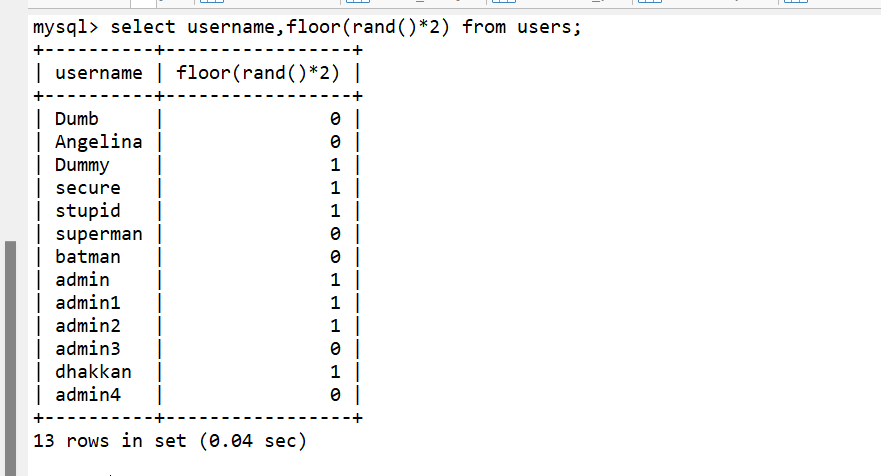 mysql> select username,floor(rand()*2) from users;
+----------+-----------------+
| username | floor(rand()*2) |
+----------+-----------------+
| Dumb     |               0 |
| Angelina |               0 |
| Dummy    |               1 |
| secure   |               1 |
| stupid   |               1 |
| superman |               0 |
| batman   |               0 |
| admin    |               1 |
| admin1   |               1 |
| admin2   |               1 |
| admin3   |               0 |
| dhakkan  |               1 |
| admin4   |               0 |
+----------+-----------------+
13 rows in set (0.04 sec)